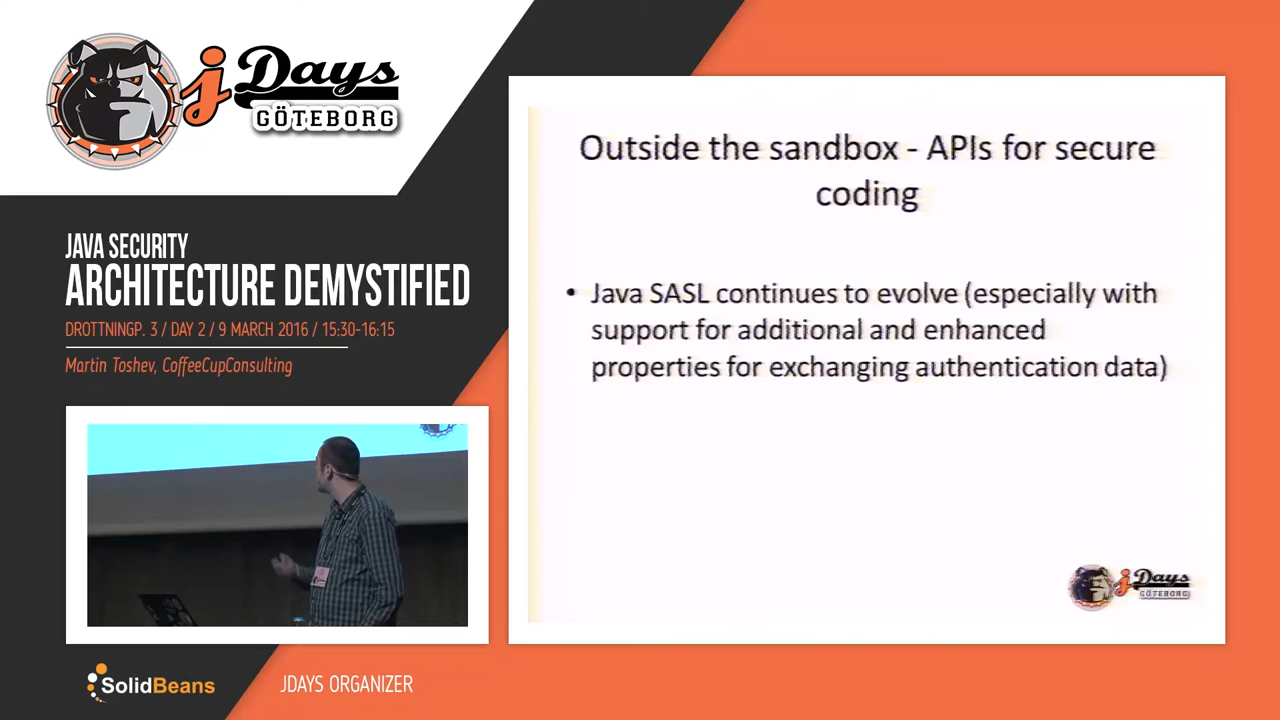 j Days
GÖTEBORG
JAVA SECURITY
ARCHITECTURE DEMYSTIFIED
DROTTNINGP. 3 / DAY 2 / 9 MARCH 2016 / 15:30-16:15
Martin Toshev, CoffeeCupConsulting
SolidBeans
JDAYS ORGANIZER
Outside the sandbox - APIs for secure
coding
• Java SASL continues to evolve (especially with
support for additional and enhanced
properties for exchanging authentication data)
j Days
GÖTEBORG